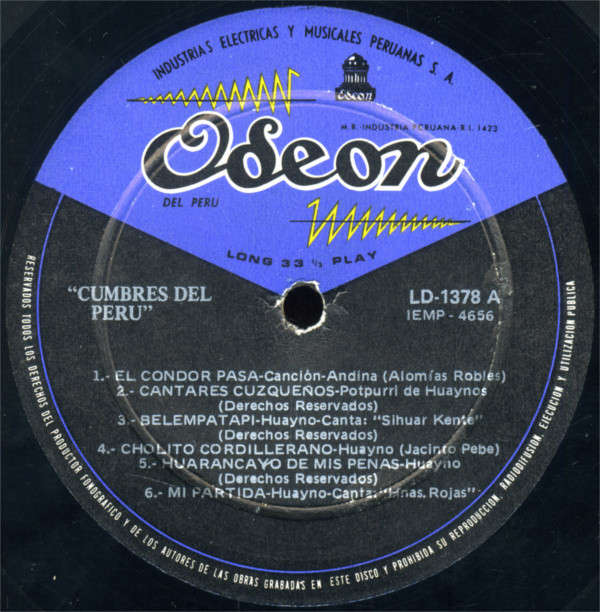 INDUSTRIAS ELECTRICAS Y MUSICALES PERUANAS S. A.
Odeon
M.R.-INDUSTRIA PERUANA-R.I. 1423
Odeon
DEL PERU
LONG 33 1/3 PLAY
"CUMBRES DEL
PERU"
LD-1378 A
IEMP - 4656
1.- EL CONDOR PASA-Canción-Andina (Alomías Robles)
2.- CANTARES CUZQUEÑOS-Potpurrí de Huaynos
(Derechos Reservados)
3.- BELEMPATAPI-Huayno-Canta: "Sihuar Kente"
(Derechos Reservados)
4.- CHOLITO CORDILLERANO-Huayno (Jacinto Pebe)
5.- HUARANCAYO DE MIS PENAS-Huayno
(Derechos Reservados)
6.- MI PARTIDA-Huayno-Canta: "Hnas. Rojas"
RESERVADOS TODOS LOS DERECHOS DEL PRODUCTOR FONOGRAFICO Y DE LOS AUTORES DE LAS OBRAS GRABADAS EN ESTE DISCO Y PROHIBIDA SU REPRODUCCION, RADIODIFUSION, EJECUCION Y UTILIZACION PUBLICA